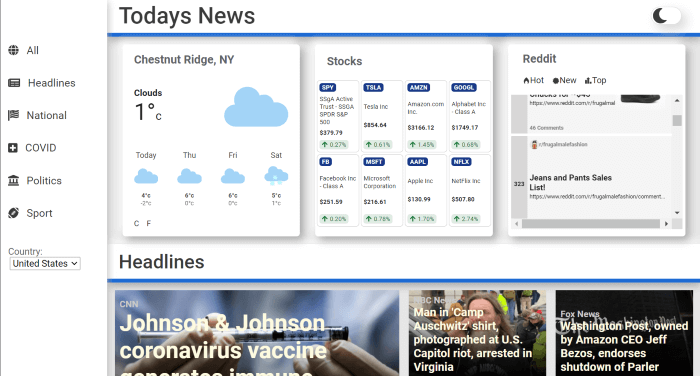 Todays News
All
Headlines
National
COVID
Politics
Sport
Country:
United States
Chestnut Ridge, NY
Clouds
1°c
Today Thu Fri Sat
4°c 6°c 6°c 5°c
-2°c 0°c 0°c 1°c
C F
Stocks
SPY TSLA AMZN GOOGL
SSgA Active
Trust - SSGA
SPDR S&P
500
$379.79
0.27%
Tesla Inc
$854.64
0.61%
Amazon.com
Inc.
$3166.12
1.45%
Alphabet Inc
- Class A
$1749.17
0.68%
FB MSFT AAPL NFLX
Facebook Inc
- Class A
$251.59
0.20%
Microsoft
Corporation
$216.61
0.78%
Apple Inc
$130.99
1.70%
NetFlix Inc
$507.80
2.74%
Reddit
Hot New Top
https://www.reddit.com/r/frugalmal
46 Comments
r/frugalmalefashion
323
Jeans and Pants Sales
List!
https://www.reddit.com/r/frugalmalefashion/comment...
Headlines
CNN
Johnson & Johnson
coronavirus vaccine
generates immune
NBC News
Man in 'Camp
Auschwitz' shirt,
photographed at U.S.
Capitol riot, arrested in
Virginia
Fox News
Washington Post, owned
by Amazon CEO Jeff
Bezos, endorses
shutdown of Parler